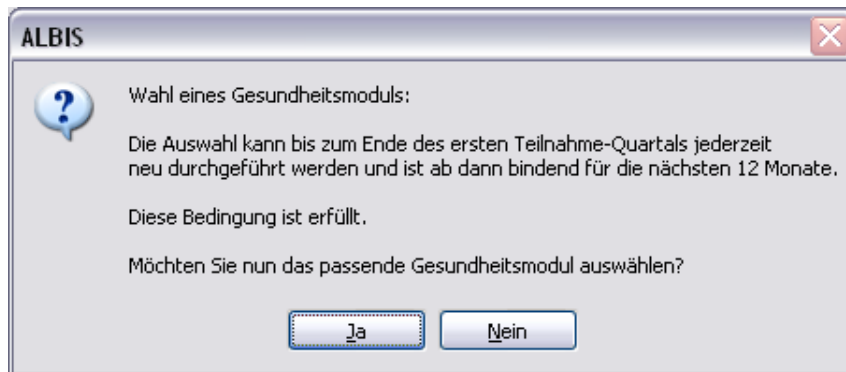 ALBIS
Wahl eines Gesundheitsmoduls:
Die Auswahl kann bis zum Ende des ersten Teilnahme-Quartals jederzeit
neu durchgeführt werden und ist ab dann bindend für die nächsten 12 Monate.
Diese Bedingung ist erfüllt.
Möchten Sie nun das passende Gesundheitsmodul auswählen?
Ja
Nein